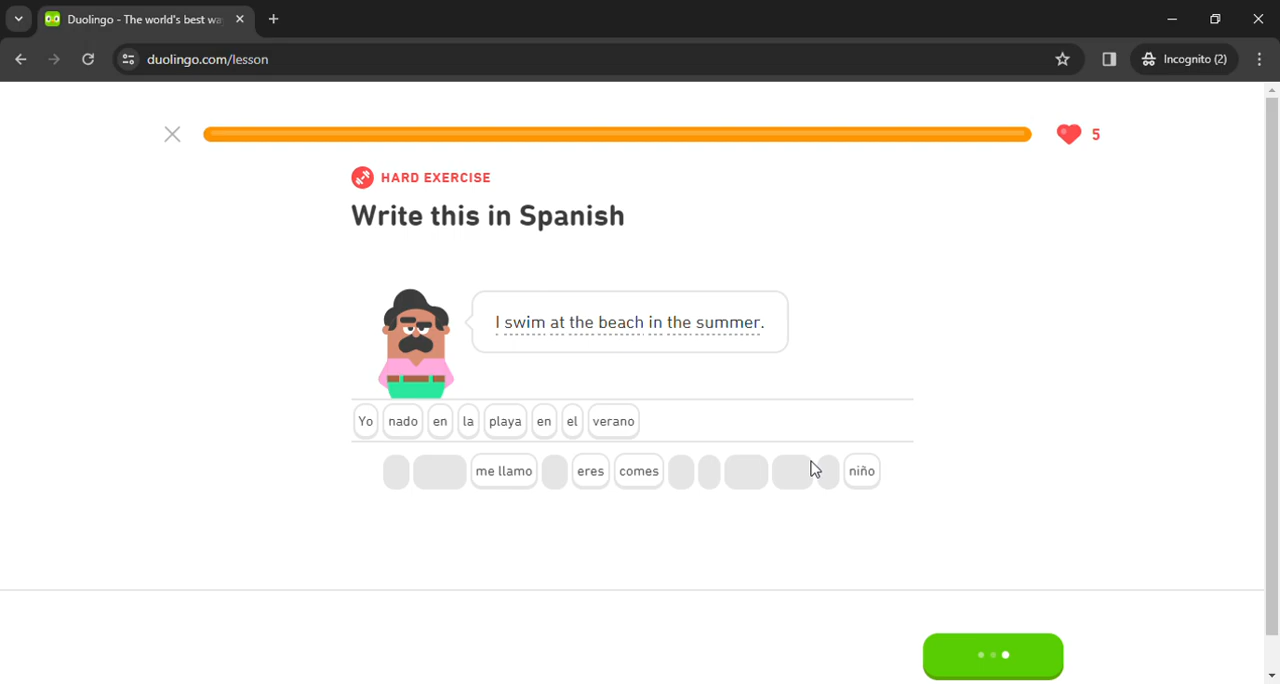 Duolingo - The world's best wa
duolingo.com/lesson
Incognito (2)
5
HARD EXERCISE
Write this in Spanish
I swim at the beach in the summer.
Yo nado en la playa en el verano
me llamo eres comes niño